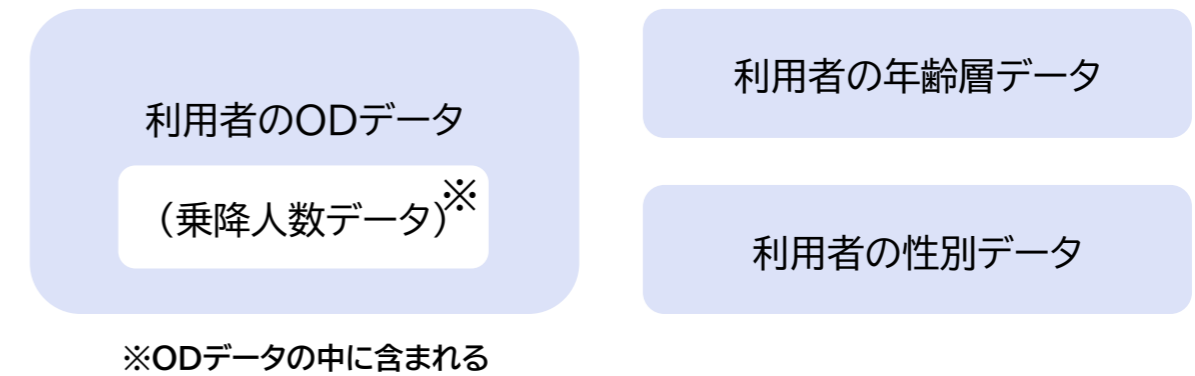 利用者のODデータ
(乗降人数データ)※
※ODデータの中に含まれる
利用者の年齢層データ
利用者の性別データ